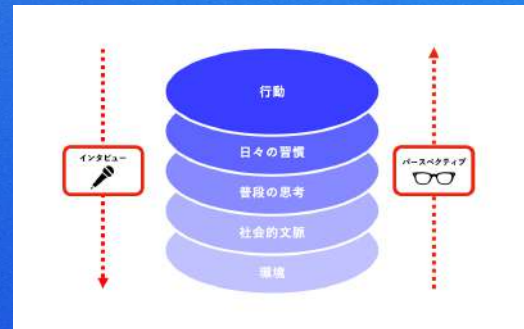 行動
日々の習慣
インタビュー
パースペクティブ
普段の思考
社会的文脈
環境